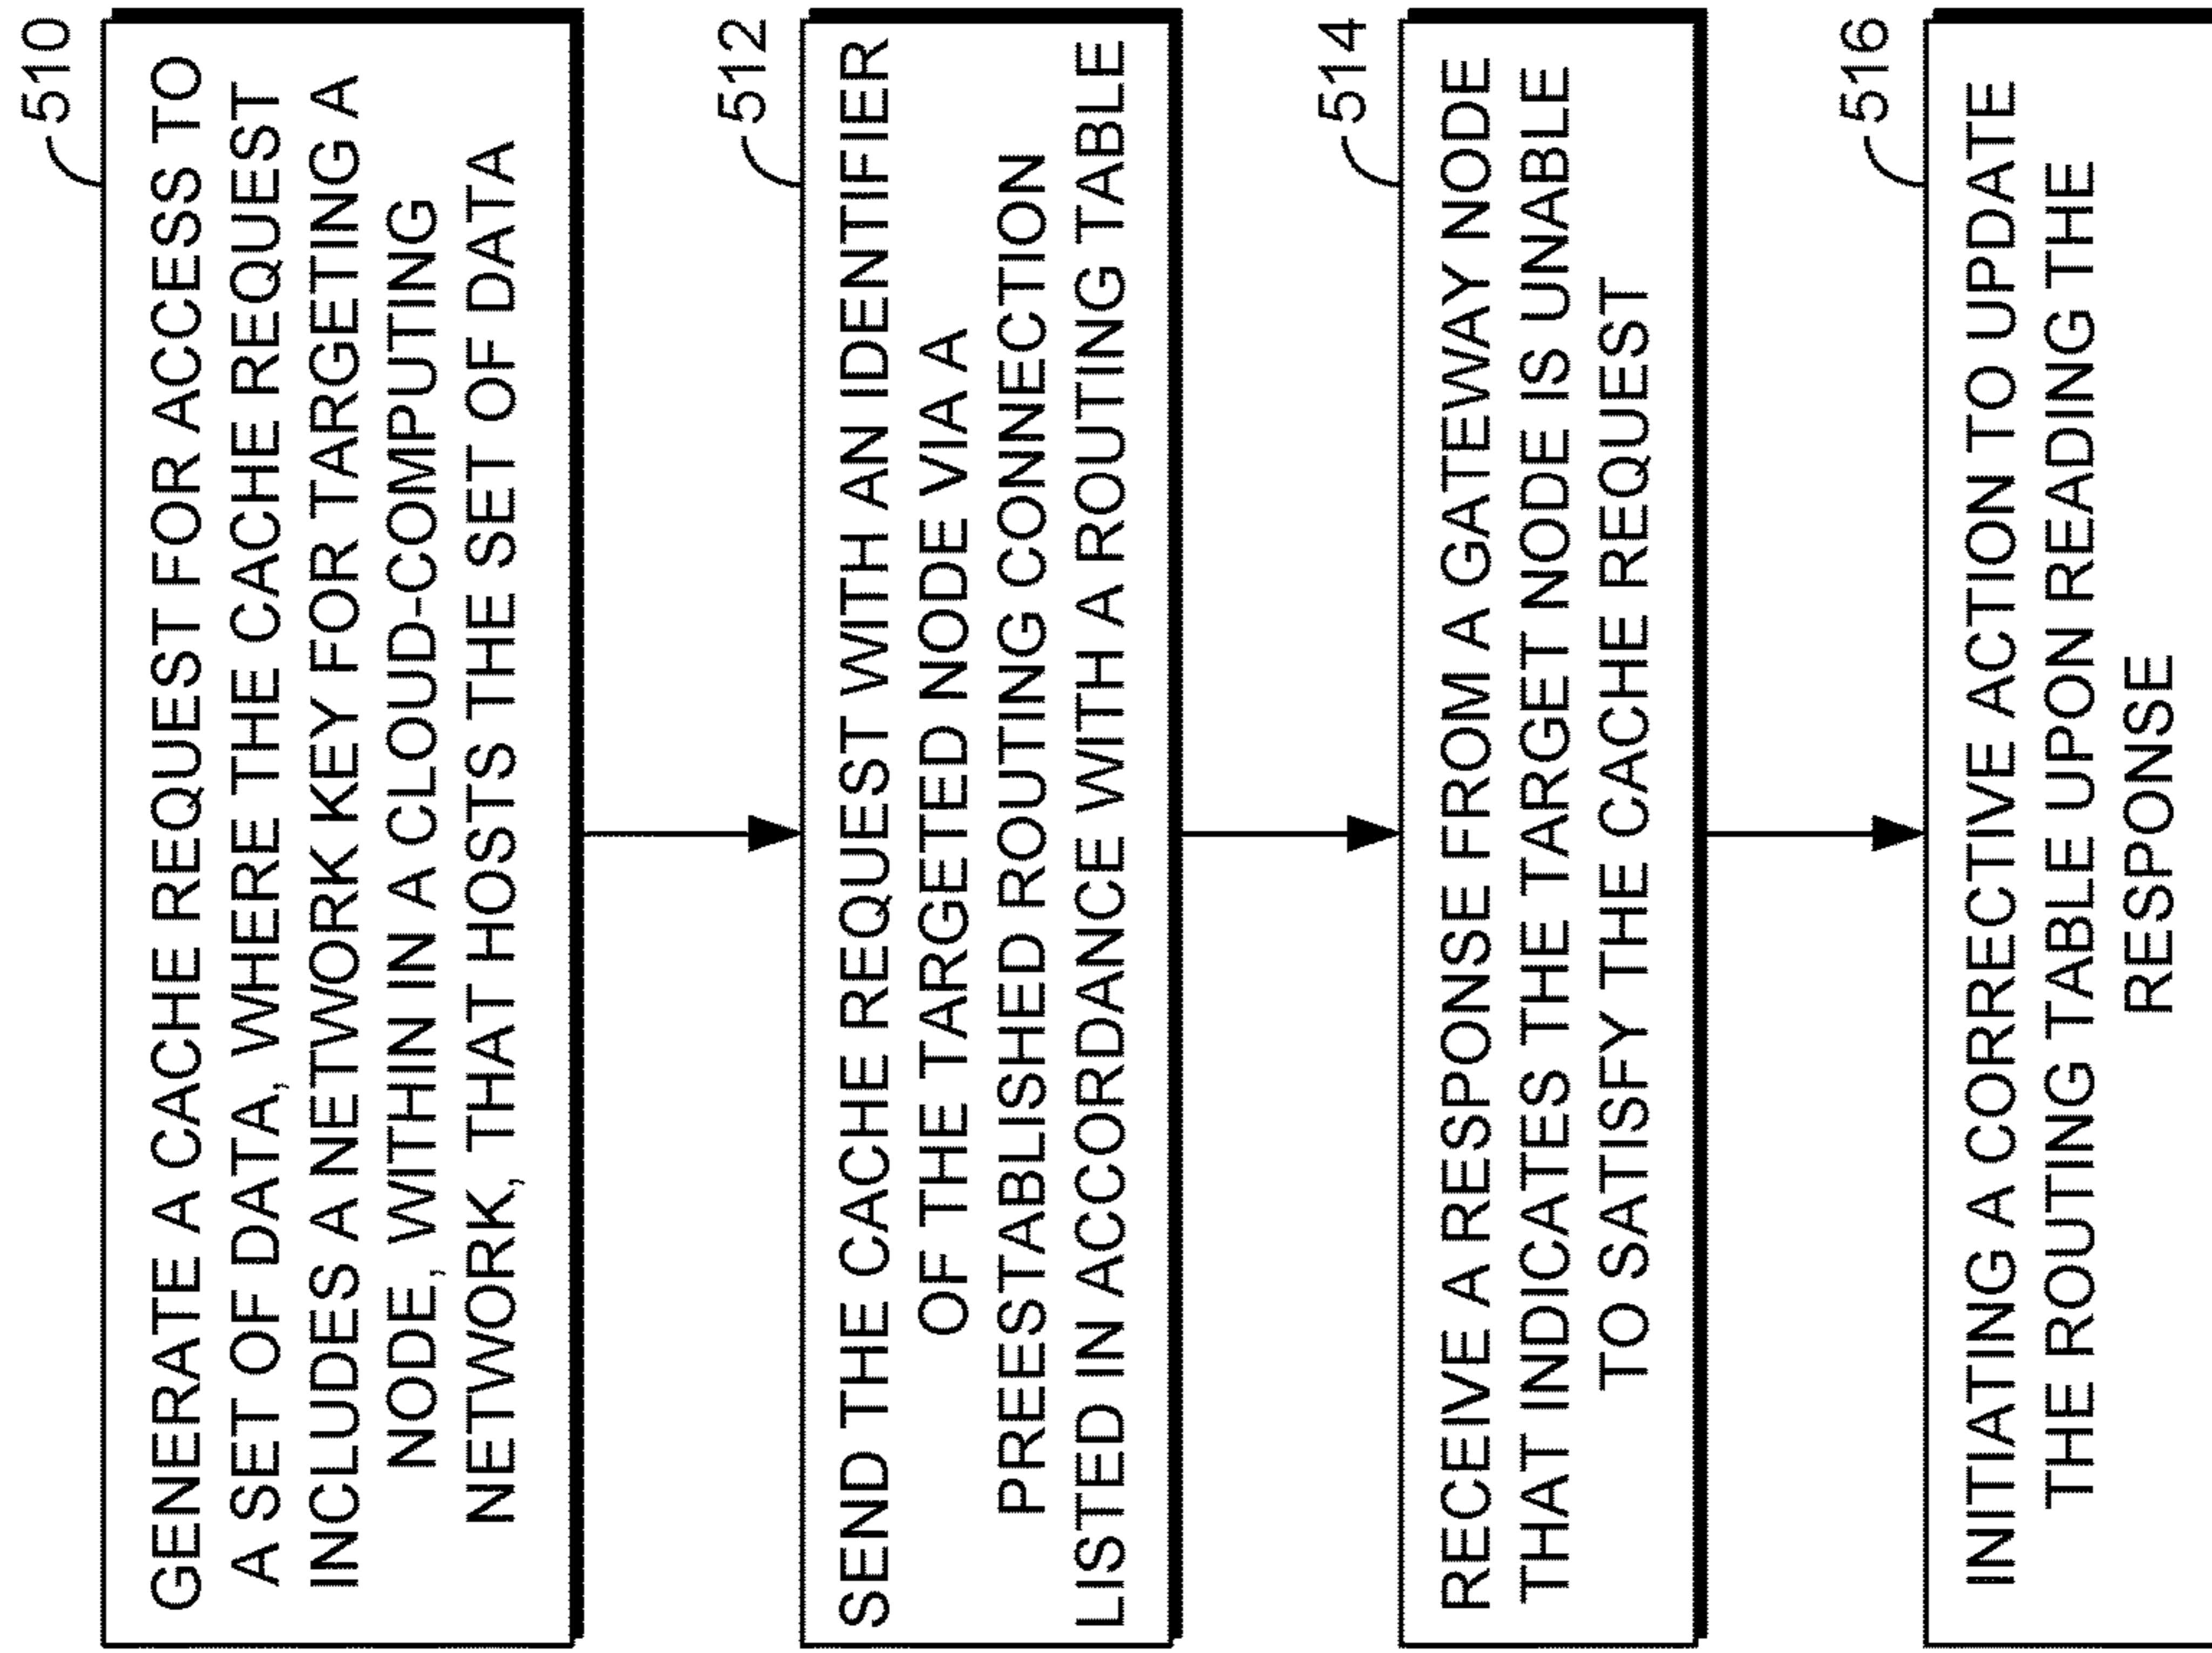 510
GENERATE A CACHE REQUEST FOR ACCESS TO
A SET OF DATA, WHERE THE CACHE REQUEST
INCLUDES A NETWORK KEY FOR TARGETING A
NODE, WITHIN IN A CLOUD-COMPUTING
NETWORK, THAT HOSTS THE SET OF DATA
512
SEND THE CACHE REQUEST WITH AN IDENTIFIER
OF THE TARGETED NODE VIA A
PREESTABLISHED ROUTING CONNECTION
LISTED IN ACCORDANCE WITH A ROUTING TABLE
514
RECEIVE A RESPONSE FROM A GATEWAY NODE
THAT INDICATES THE TARGET NODE IS UNABLE
TO SATISFY THE CACHE REQUEST
516
INITIATING A CORRECTIVE ACTION TO UPDATE
THE ROUTING TABLE UPON READING THE
RESPONSE